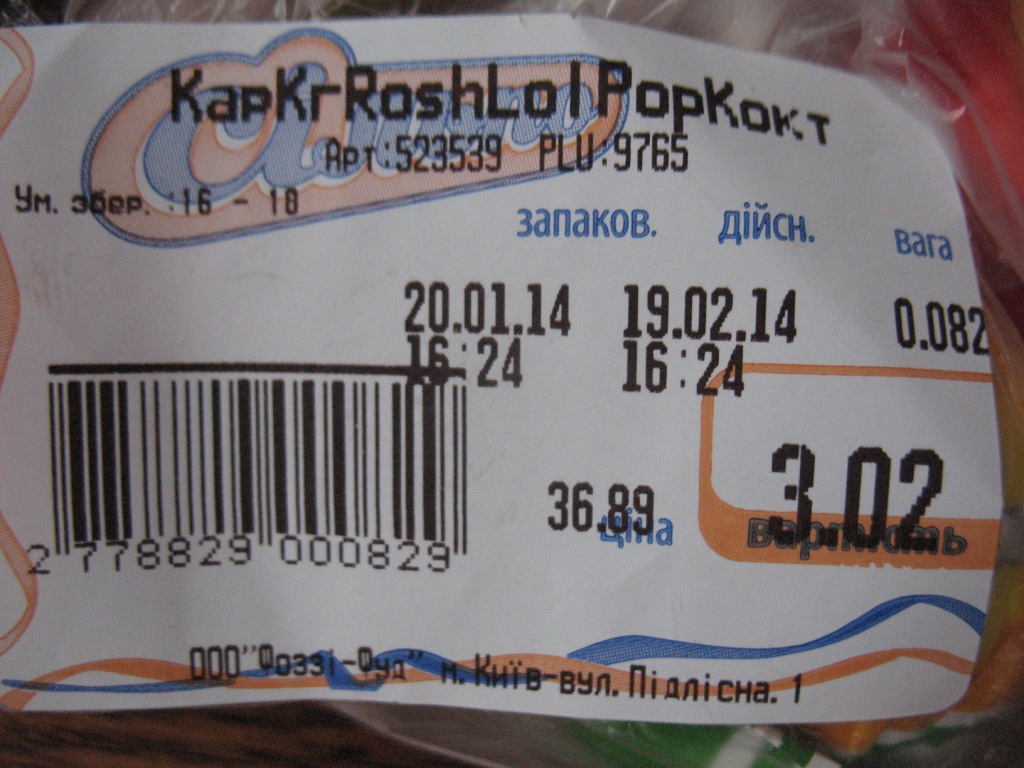 КарКгRoshLolPopКокт
Арт:523539 PLU:9765
Ум. збер. :16 - 18
запаков. дійсн. вага
20.01.14 19.02.14 0.082
16:24 16:24
36.89 3.02
ціна вартість
2 778829 000829
ООО"Фоззі-Фуд" м. Київ-вул. Підлісна. 1